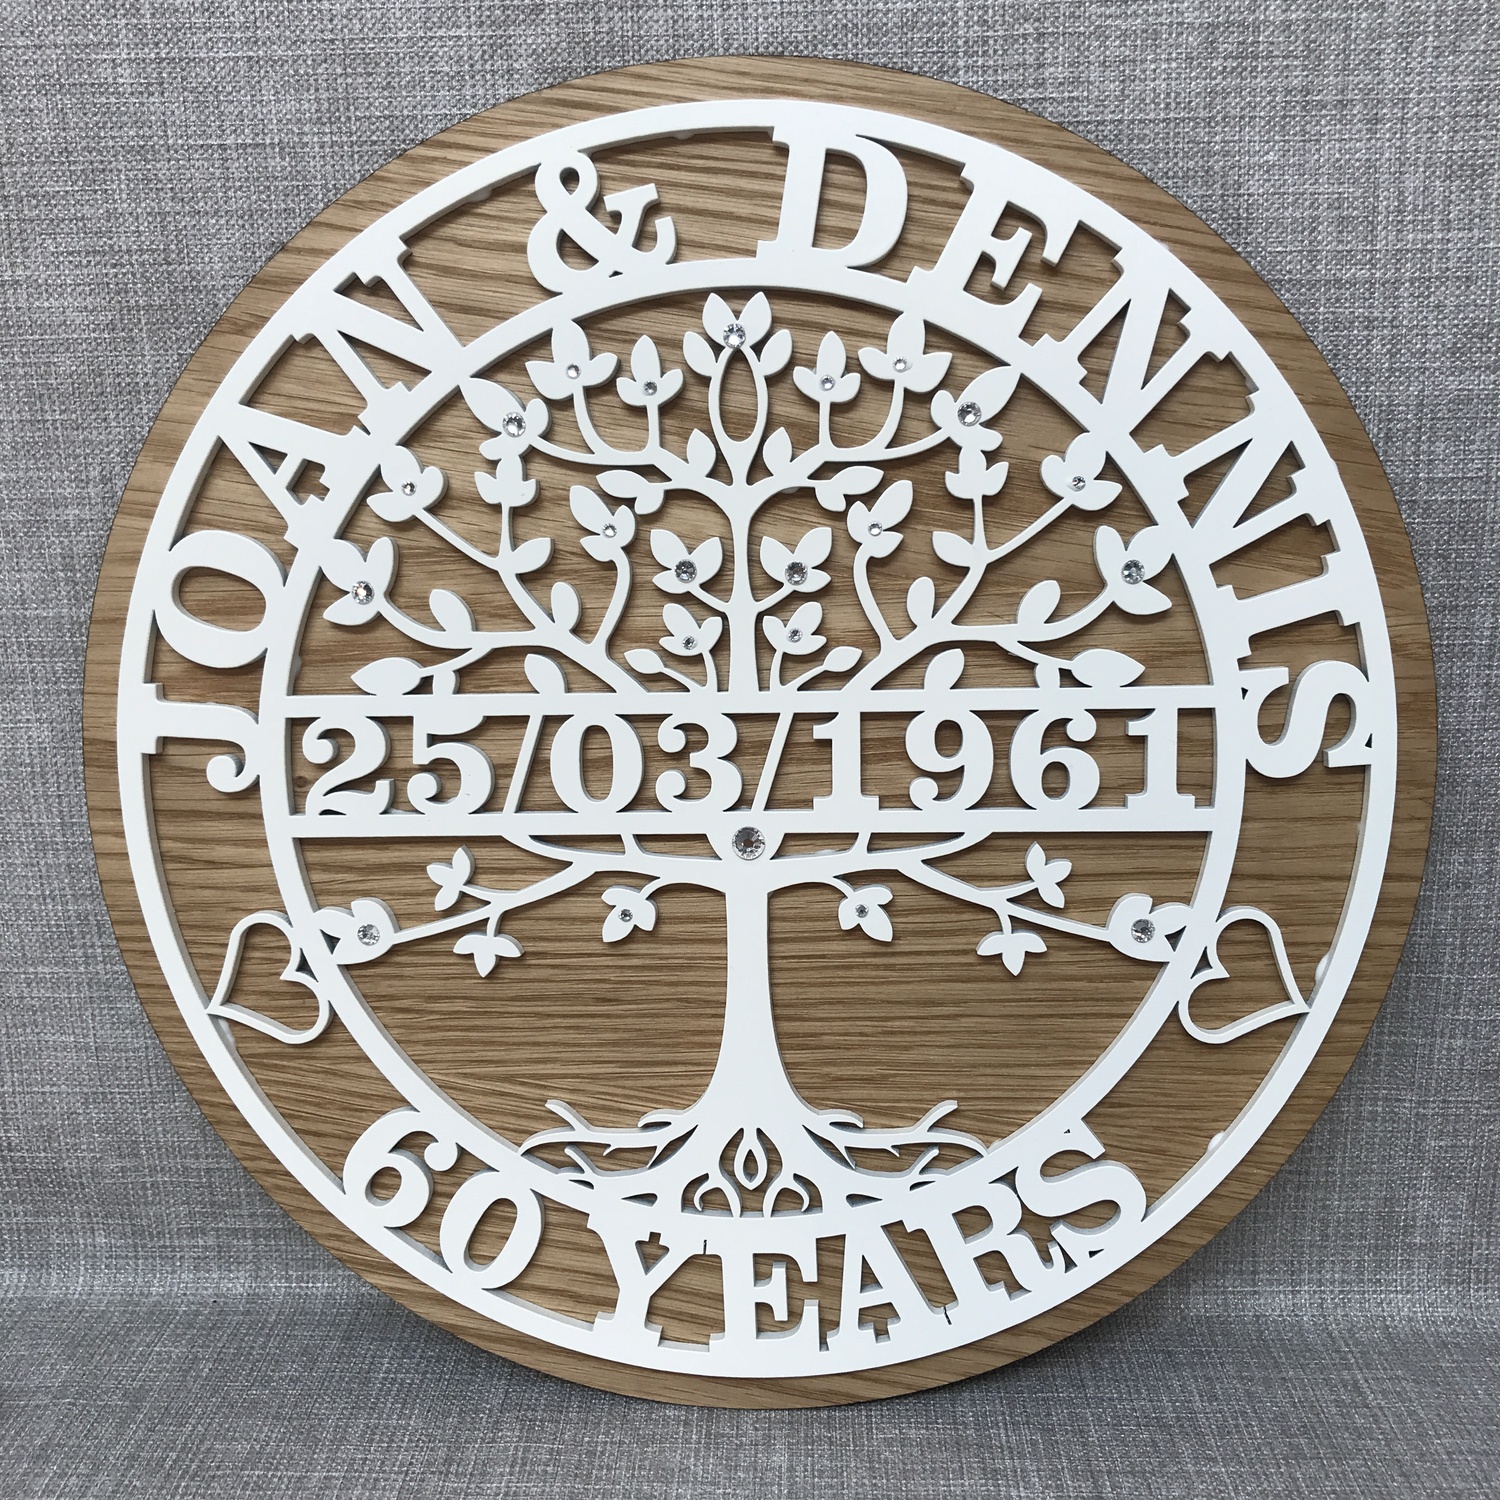 JOAN & DENNIS
25/03/1961
60 YEARS